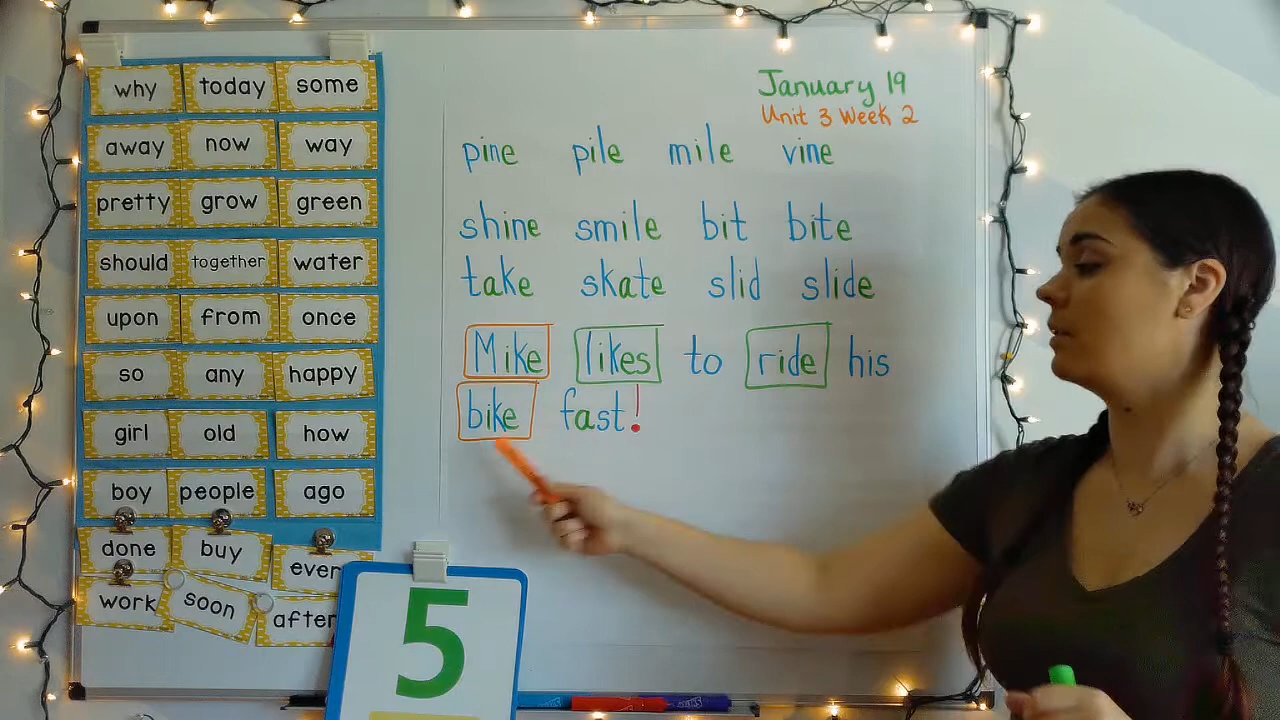 why today some
away now way
pretty grow green
should together water
upon from once
so any happy
girl old how
boy people ago
done buy even
work soon after
5
January 19
Unit 3 Week 2
pine pile mile vine
shine smile bit bite
take skate slid slide
Mike likes to ride his
bike fast!